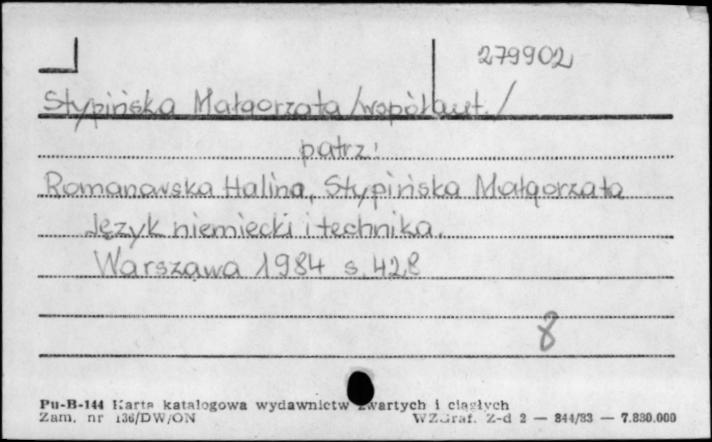 279902
Stypińska Małgorzata /współaut./
patrz:
Romanowska Halina, Stypińska Małgorzata
Język niemiecki i technika.
Warszawa 1984 s. 428
8
Pu-B-144 Karta katalogowa wydawnictw zwartych i ciągłych
Zam. nr 136/DW/ON WZGraf. Z-d 2 — 844/83 — 7.830.000